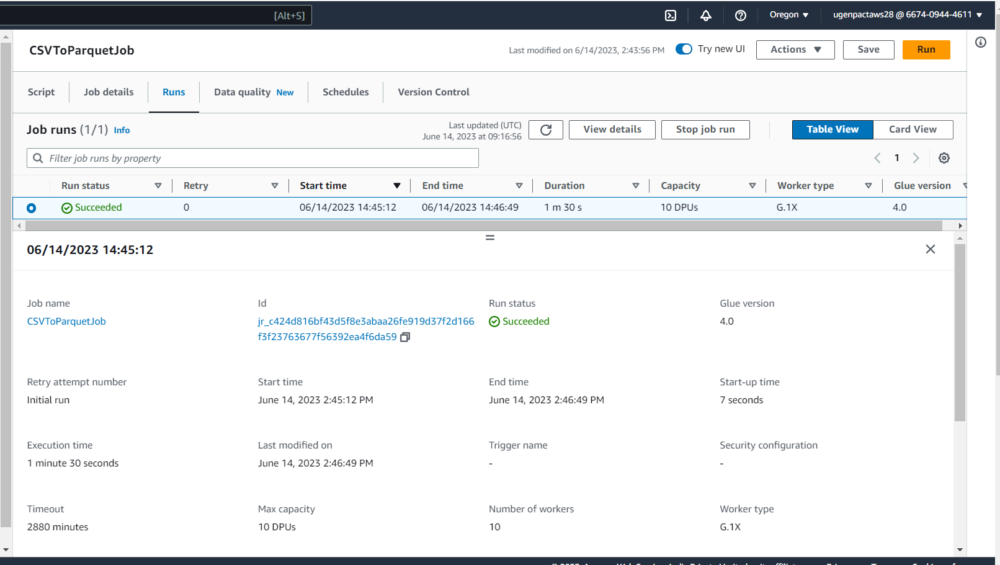 [Alt+S]
Oregon
ugenpactaws28 @ 6674-0944-4611
CSVToParquetJob
Last modified on 6/14/2023, 2:43:56 PM
Try new UI
Actions
Save
Run
Script
Job details
Runs
Data quality New
Schedules
Version Control
Job runs (1/1) Info
Last updated (UTC)
June 14, 2023 at 09:16:56
View details
Stop job run
Table View
Card View
Filter job runs by property
1
Run status
Retry
Start time
End time
Duration
Capacity
Worker type
Glue version
Succeeded
0
06/14/2023 14:45:12
06/14/2023 14:46:49
1 m 30 s
10 DPUs
G.1X
4.0
06/14/2023 14:45:12
Job name
Id
Run status
Glue version
CSVToParquetJob
jr_c424d816bf43d5f8e3abaa26fe919d37f2d166
f3f23763677f56392ea4f6da59
Succeeded
4.0
Retry attempt number
Start time
End time
Start-up time
Initial run
June 14, 2023 2:45:12 PM
June 14, 2023 2:46:49 PM
7 seconds
Execution time
Last modified on
Trigger name
Security configuration
1 minute 30 seconds
June 14, 2023 2:46:49 PM
-
-
Timeout
Max capacity
Number of workers
Worker type
2880 minutes
10 DPUs
10
G.1X